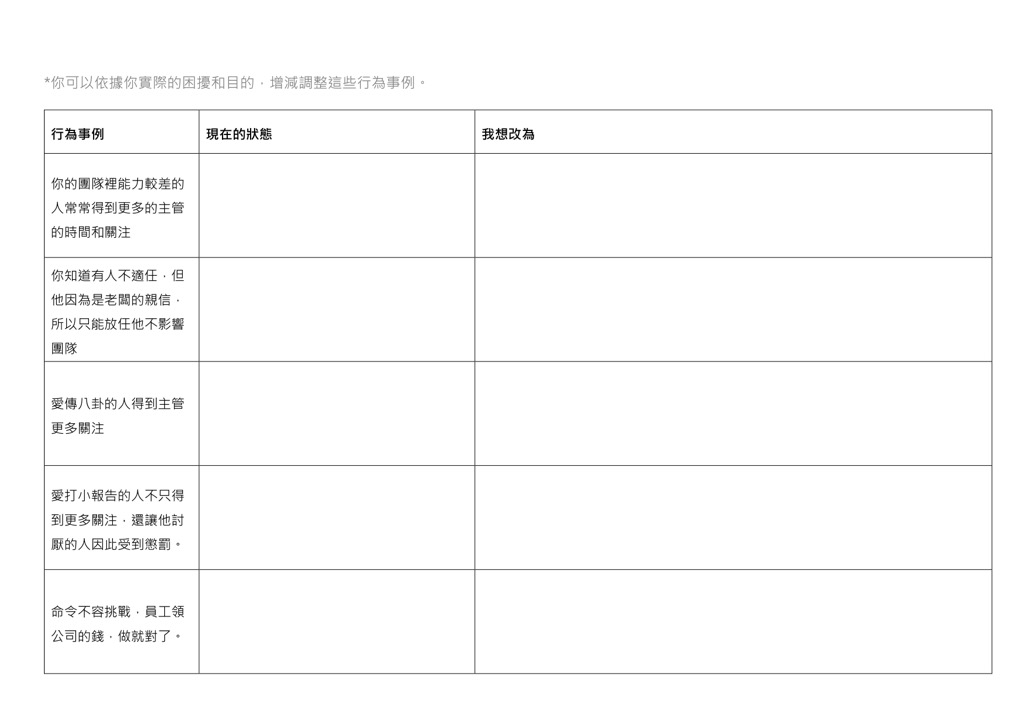 *你可以依據你實際的困擾和目的，增減調整這些行為事例。
行為事例
現在的狀態
我想改為
你的團隊裡能力較差的
人常常得到更多的主管
的時間和關注
你知道有人不適任，但
他因為是老闆的親信，
所以只能放任他不影響
團隊
愛傳八卦的人得到主管
更多關注
愛打小報告的人不只得
到更多關注，還讓他討
厭的人因此受到懲罰。
命令不容挑戰，員工領
公司的錢，做就對了。